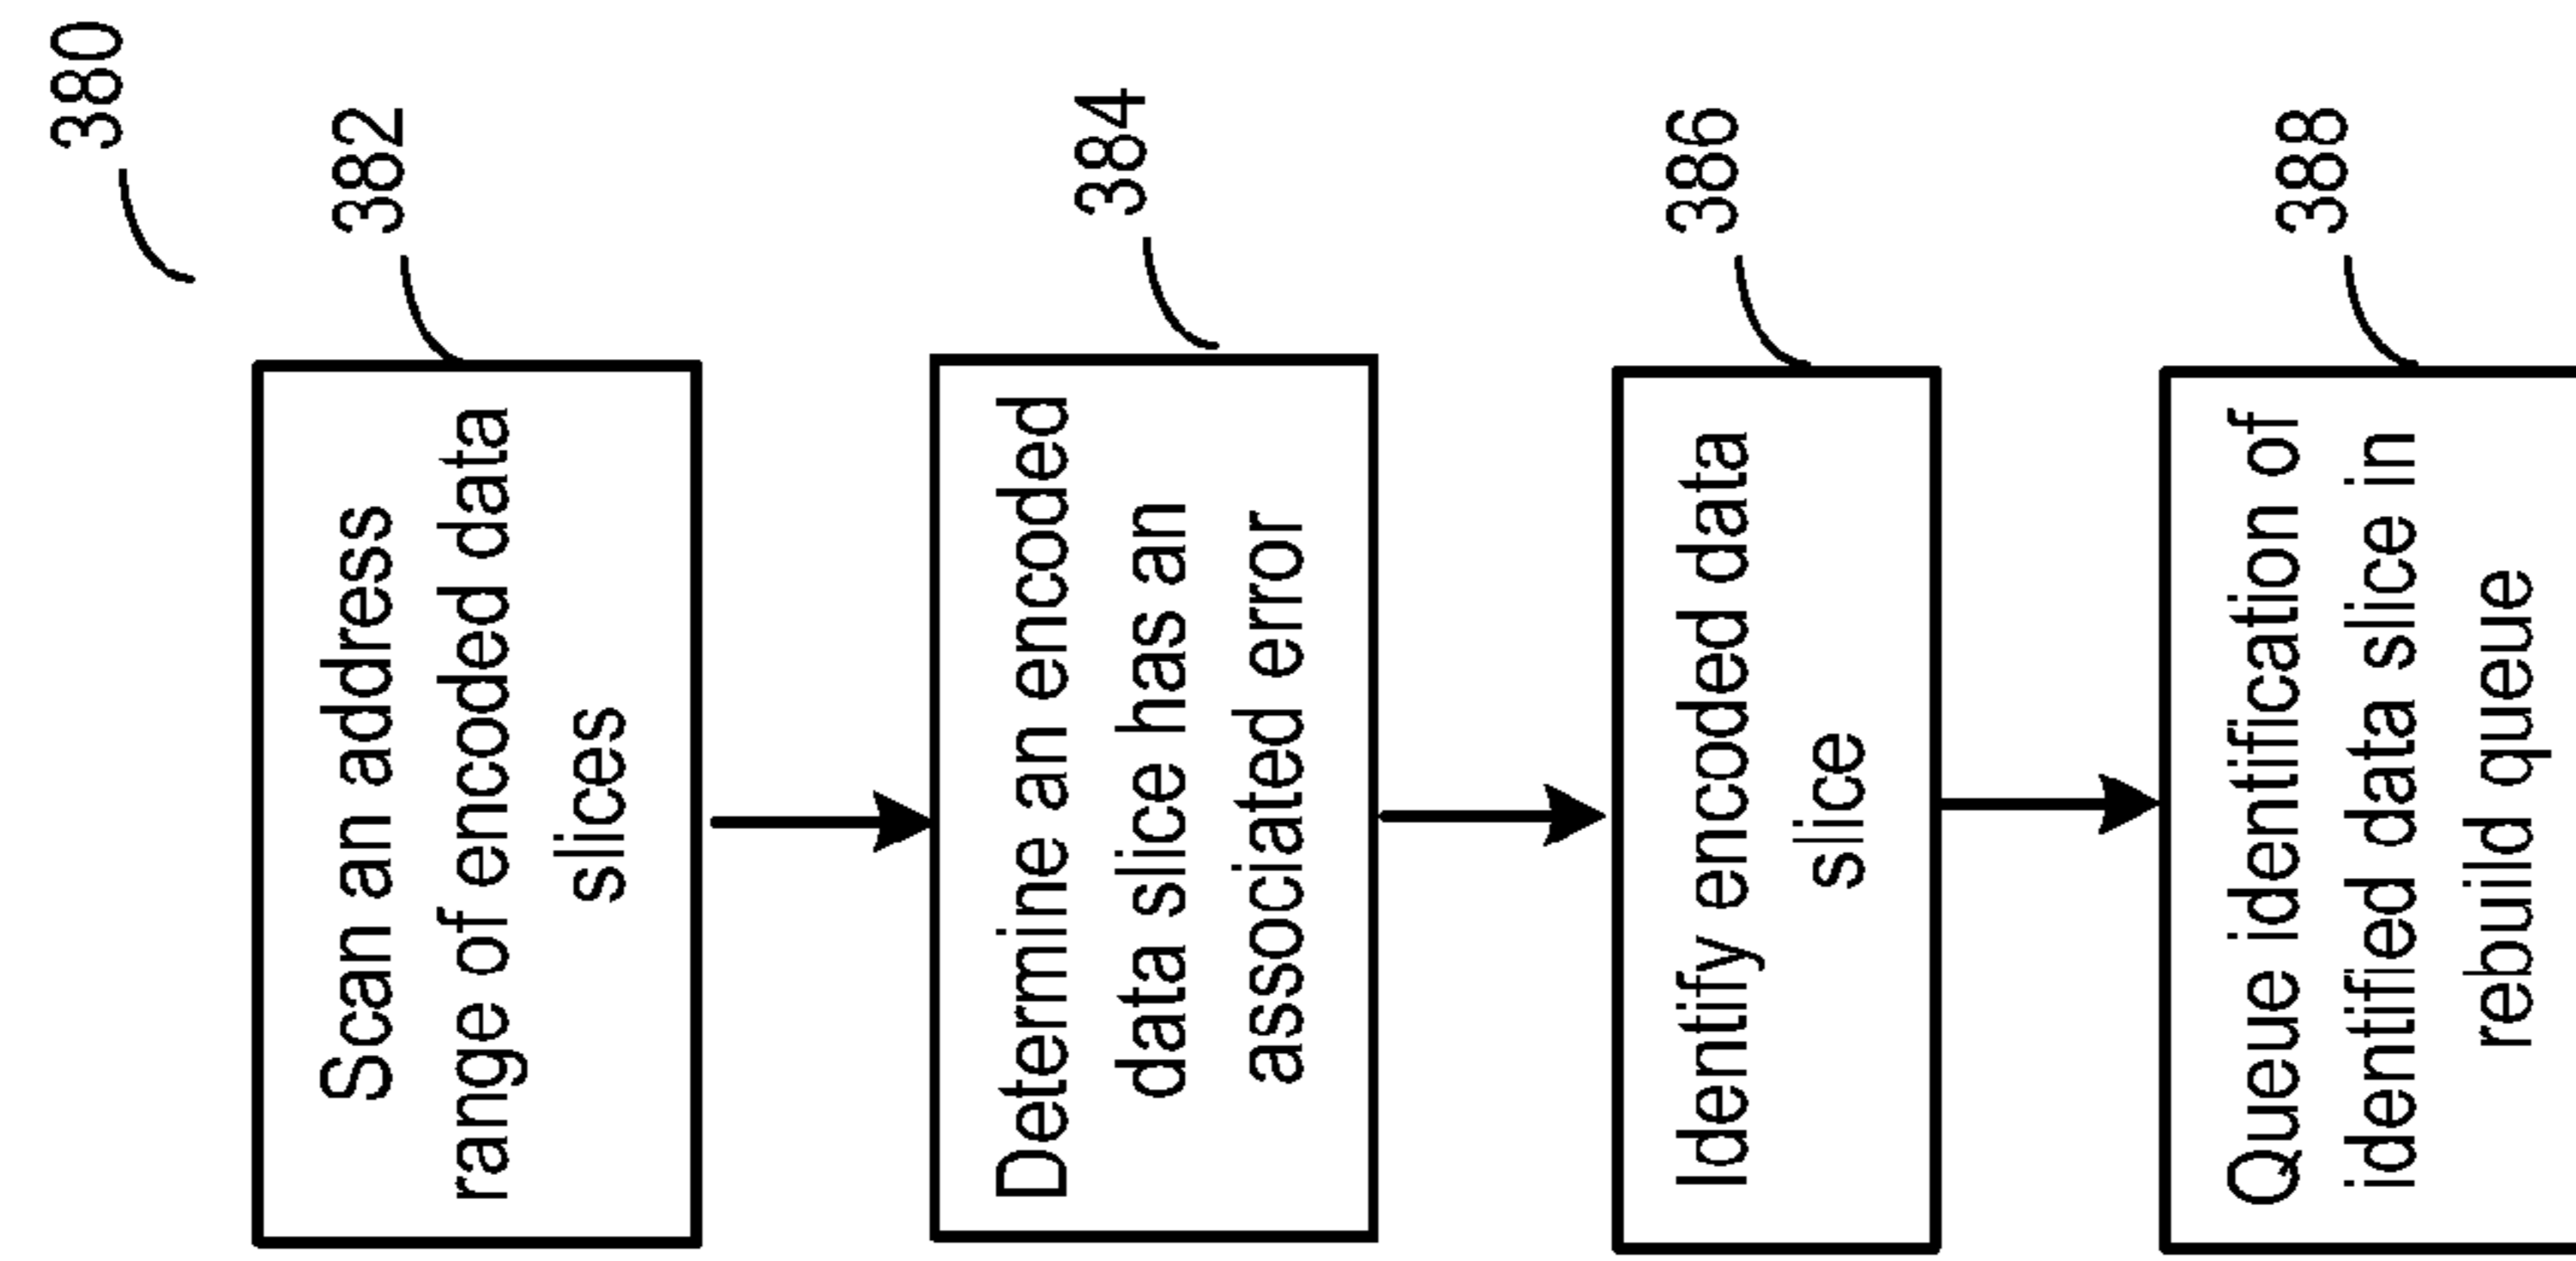 380
382
Scan an address
range of encoded data
slices
384
Determine an encoded
data slice has an
associated error
386
Identify encoded data
slice
388
Queue identification of
identified data slice in
rebuild queue